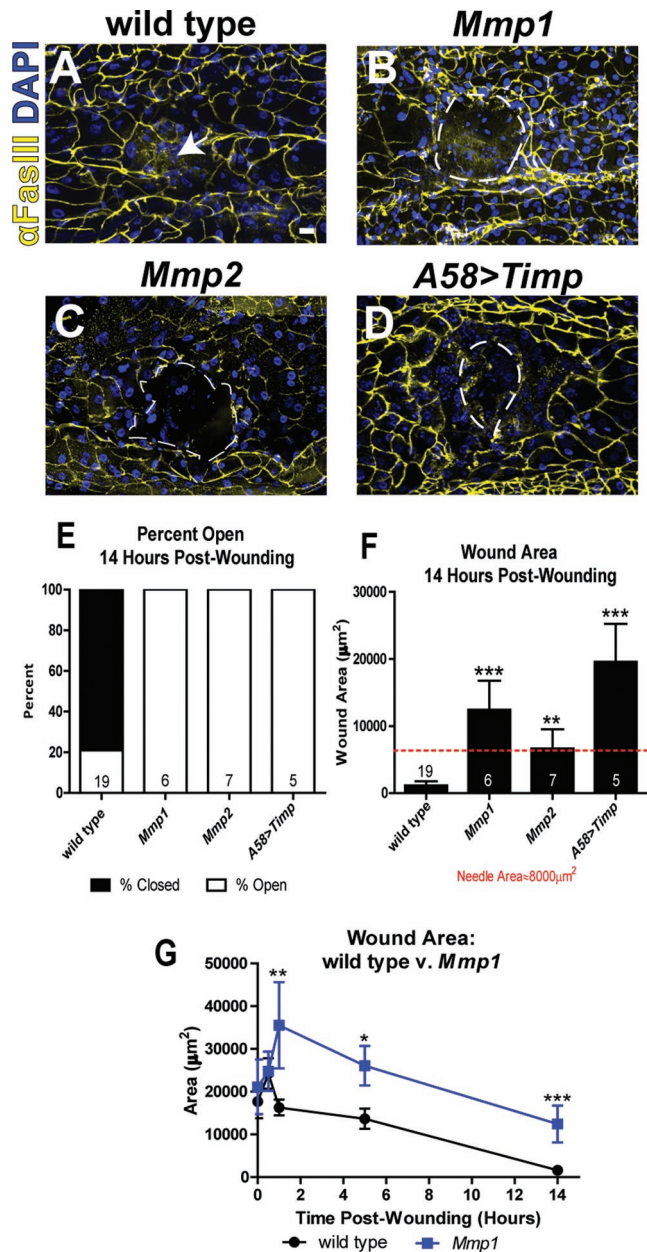 wild type
Mmp1
αFasIII DAPI
A
B
Mmp2
A58>Timp
C
D
E
Percent Open
14 Hours Post-Wounding
Percent
100
80
60
40
20
0
19
6
7
5
wild type
Mmp1
Mmp2
A58>Timp
% Closed
% Open
F
Wound Area
14 Hours Post-Wounding
Wound Area (μm²)
30000
20000
10000
0
19
***
6
**
7
***
5
wild type
Mmp1
Mmp2
A58>Timp
Needle Area≈8000μm²
G
Wound Area:
wild type v. Mmp1
Area (μm²)
50000
40000
30000
20000
10000
0
**
*
***
0 2 4 6 8 10 12 14
Time Post-Wounding (Hours)
wild type
Mmp1